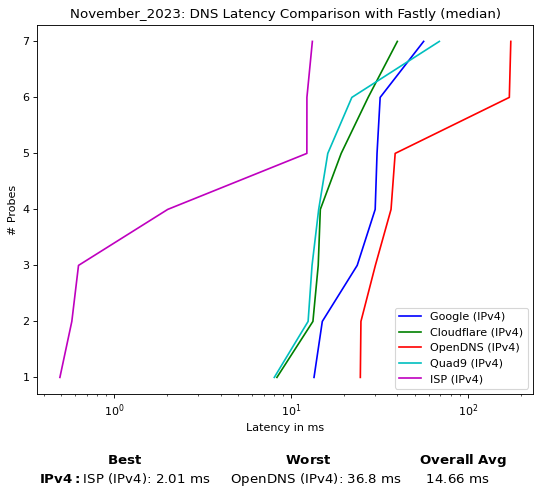 November_2023: DNS Latency Comparison with Fastly (median)
7
6
5
4
3
2
1
# Probes
Google (IPv4)
Cloudflare (IPv4)
OpenDNS (IPv4)
Quad9 (IPv4)
ISP (IPv4)
10⁰ 10¹ 10²
Latency in ms
Best Worst Overall Avg
IPv4: ISP (IPv4): 2.01 ms OpenDNS (IPv4): 36.8 ms 14.66 ms